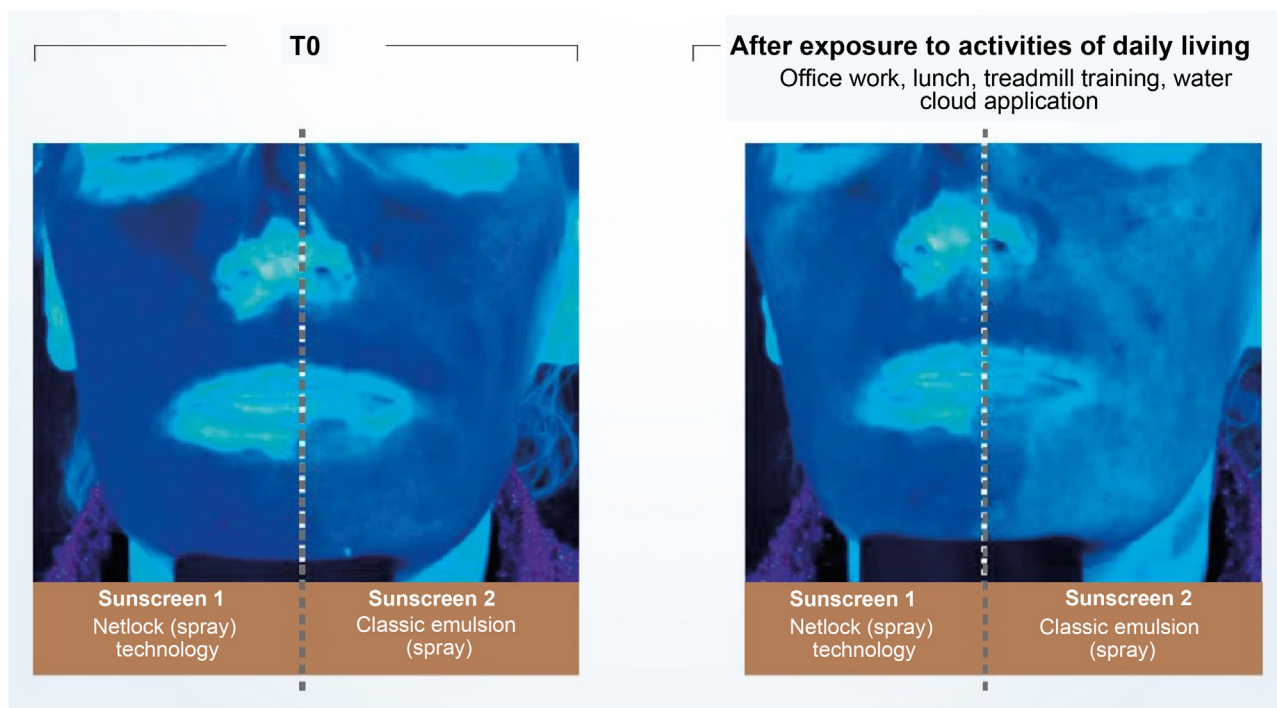 T0
After exposure to activities of daily living
Office work, lunch, treadmill training, water
cloud application
Sunscreen 1
Netlock (spray)
technology
Sunscreen 2
Classic emulsion
(spray)
Sunscreen 1
Netlock (spray)
technology
Sunscreen 2
Classic emulsion
(spray)